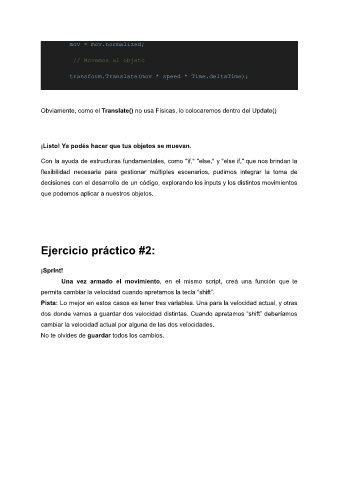 mov = mov.normalized;
// Movemos al objeto
transform.Translate(mov * speed * Time.deltaTime);
Obviamente, como el Translate() no usa Físicas, lo colocaremos dentro del Update()
¡Listo! Ya podés hacer que tus objetos se muevan.
Con la ayuda de estructuras fundamentales, como "if," "else," y "else if," que nos brindan la
flexibilidad necesaria para gestionar múltiples escenarios, pudimos integrar la toma de
decisiones con el desarrollo de un código, explorando los inputs y los distintos movimientos
que podemos aplicar a nuestros objetos.
Ejercicio práctico #2:
¡Sprint!
Una vez armado el movimiento, en el mismo script, creá una función que te
permita cambiar la velocidad cuando apretamos la tecla "shift".
Pista: Lo mejor en estos casos es tener tres variables. Una para la velocidad actual, y otras
dos donde vamos a guardar dos velocidad distintas. Cuando apretamos "shift" deberíamos
cambiar la velocidad actual por alguna de las dos velocidades.
No te olvides de guardar todos los cambios.